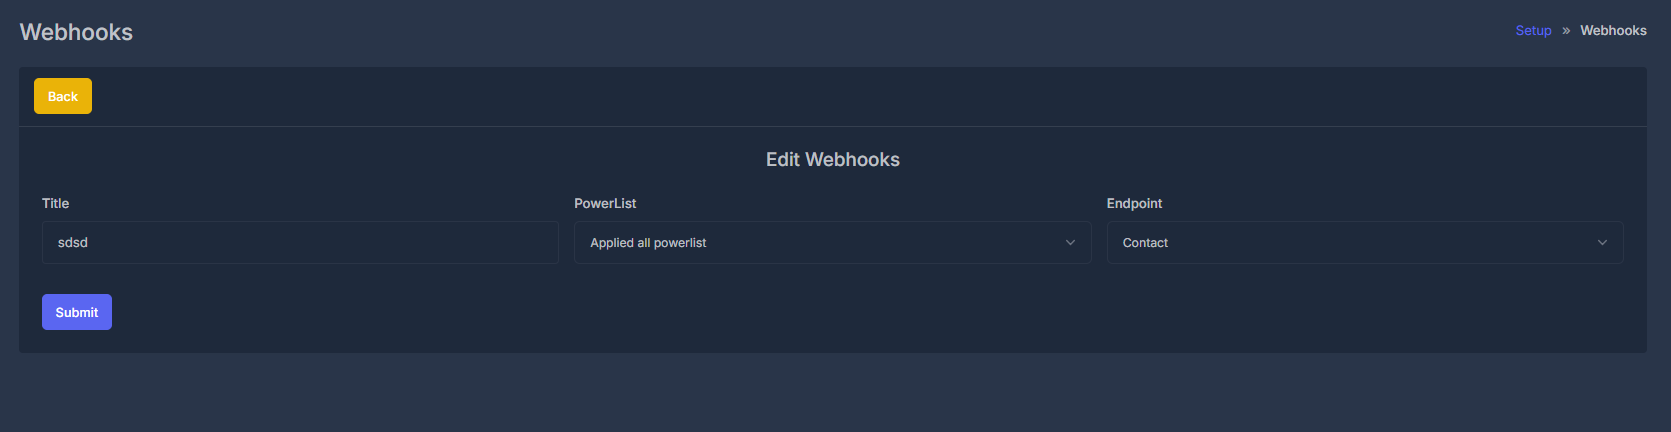 Webhooks
Setup » Webhooks
Back
Edit Webhooks
Title
PowerList
Endpoint
sdsd
Applied all powerlist
Contact
Submit